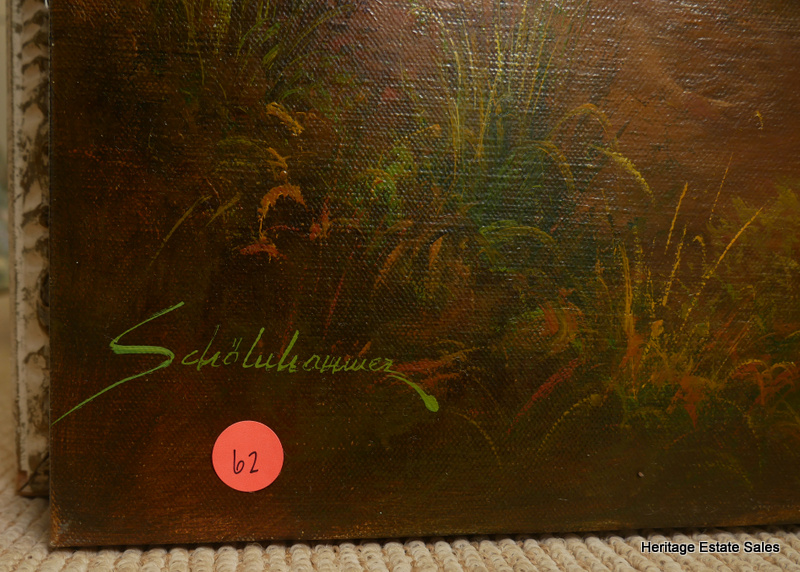 Schölnhammer
62
Heritage Estate Sales